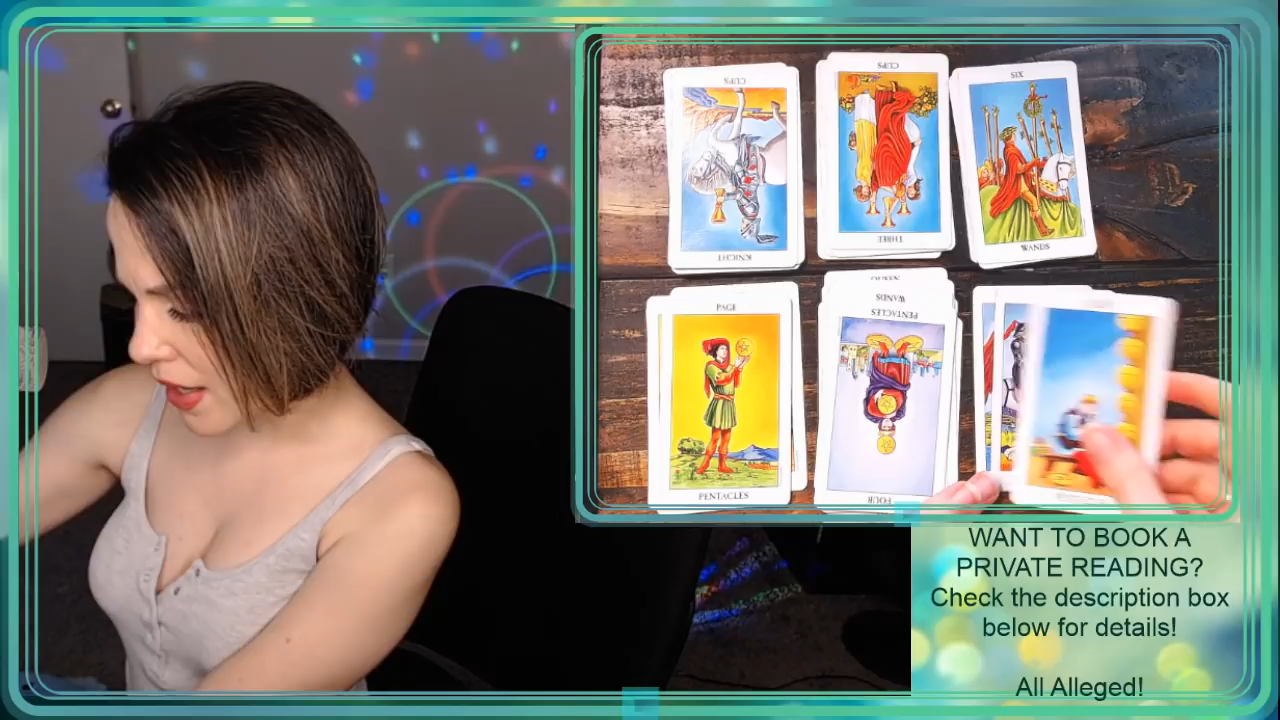 CUPS
KNIGHT
CUPS
THREE
XIS
WANDS
PAGE
PENTACLES
WANDS
PENTACLES
FOUR
WANT TO BOOK A
PRIVATE READING?
Check the description box
below for details!
All Alleged!